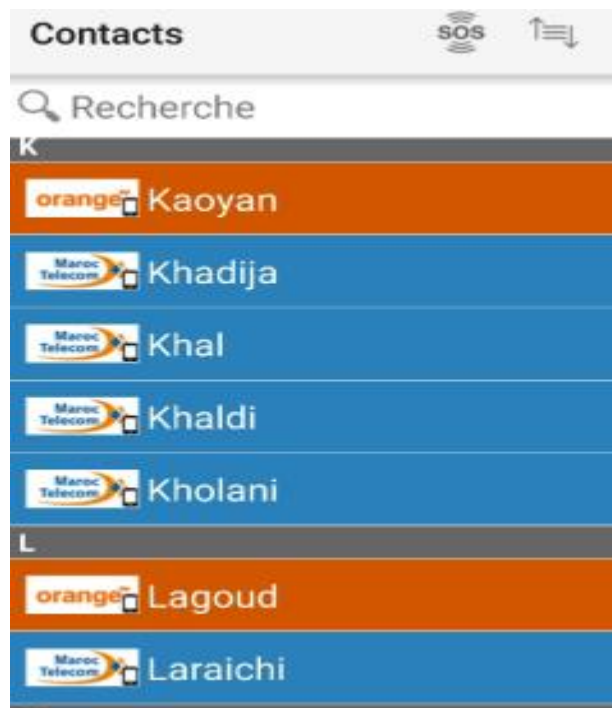 Contacts SOS
Recherche
K
orange Kaoyan
Maroc Telecom Khadija
Maroc Telecom Khal
Maroc Telecom Khaldi
Maroc Telecom Kholani
L
orange Lagoud
Maroc Telecom Laraichi